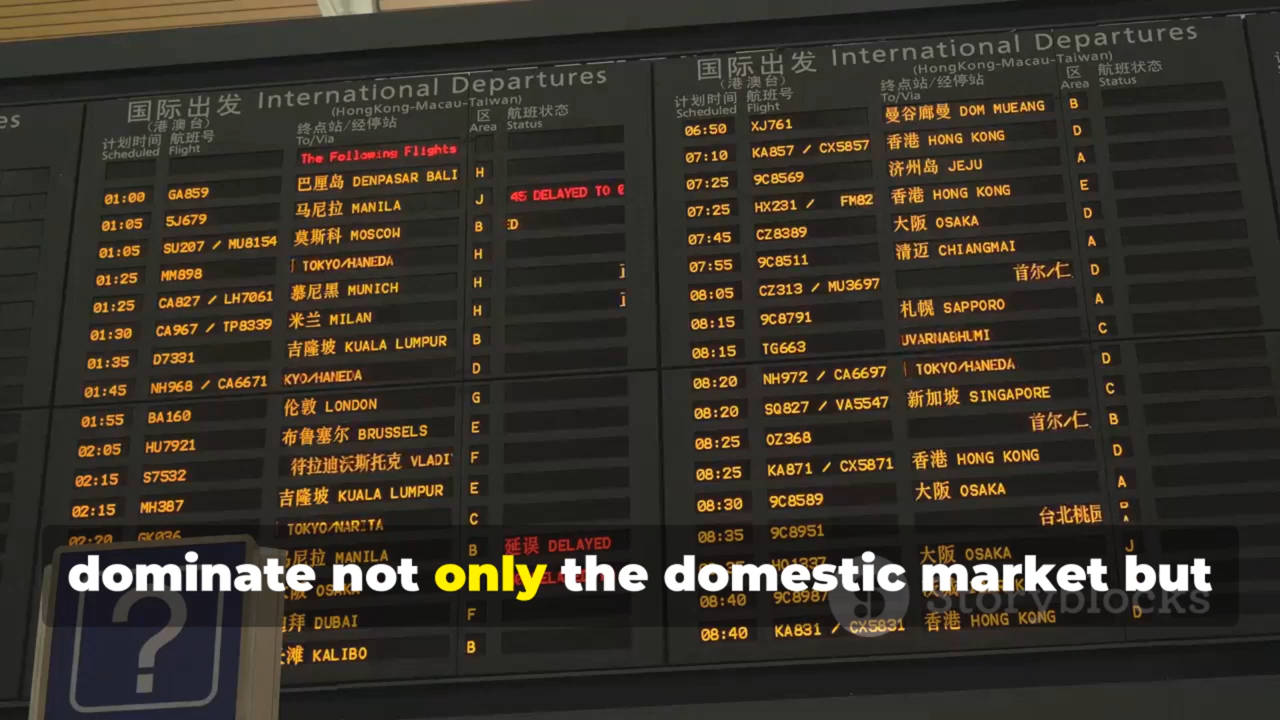 es
国际出发 International Departures
(港澳台) (HongKong-Macau-Taiwan)
计划时间 航班号 终点站/经停站 区 航班状态
Scheduled Flight To/Via Area Status
The Following Flights
01:00 GA859 巴厘岛 DENPASAR BALI H
01:05 5J679 马尼拉 MANILA J 45 DELAYED TO
01:05 SU207 / MU8154 莫斯科 MOSCOW B ED
01:25 MM898 TOKYO/HANEDA H
01:25 CA827 / LH7061 慕尼黑 MUNICH H
01:30 CA967 / TP8339 米兰 MILAN H
01:35 D7331 吉隆坡 KUALA LUMPUR B
01:45 NH968 / CA6671 KYO/HANEDA D
01:55 BA160 伦敦 LONDON G
02:05 HU7921 布鲁塞尔 BRUSSELS E
02:15 S7532 符拉迪沃斯托克 VLADI F
02:15 MH387 吉隆坡 KUALA LUMPUR E
02:20 GK036 TOKYO/NARITA C
马尼拉 MANILA B 延误 DELAYED
大阪 OSAKA
迪拜 DUBAI F
KALIBO B
国际出发 International Departures
(港澳台) (HongKong-Macau-Taiwan)
计划时间 航班号 终点站/经停站 区 航班状态
Scheduled Flight To/Via Area Status
06:50 XJ761 曼谷廊曼 DOM MUEANG B
07:10 KA857 / CX5857 香港 HONG KONG D
07:25 9C8569 济州岛 JEJU A
07:25 HX231 / FM82 香港 HONG KONG E
07:45 CZ8389 大阪 OSAKA D
07:55 9C8511 清迈 CHIANGMAI A
08:05 CZ313 / MU3697 首尔/仁 D
08:15 9C8791 札幌 SAPPORO A
08:15 TG663 UVARNABHUMI C
08:20 NH972 / CA6697 TOKYO/HANEDA D
08:20 SQ827 / VA5547 新加坡 SINGAPORE C
08:25 OZ368 首尔/仁 B
08:25 KA871 / CX5871 香港 HONG KONG D
08:30 9C8589 大阪 OSAKA A
08:35 9C8951 台北桃园
HO1337 大阪 OSAKA J
08:40 9C8987
08:40 KA831 / CX5831 香港 HONG KONG D
?
dominate not only the domestic market but
Storyblocks